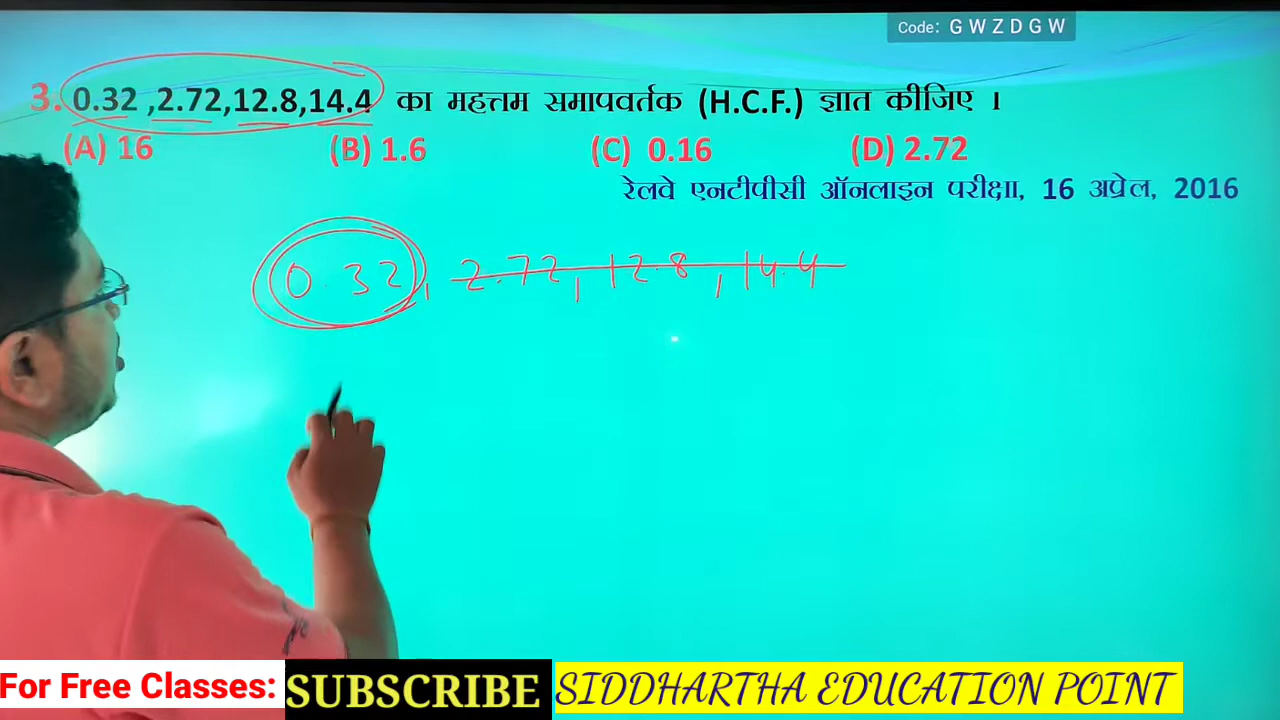 Code: G W Z D G W
3. 0.32 ,2.72,12.8,14.4 का महत्तम समापवर्तक (H.C.F.) ज्ञात कीजिए ।
(A) 16 (B) 1.6 (C) 0.16 (D) 2.72
रेलवे एनटीपीसी ऑनलाइन परीक्षा, 16 अप्रेल, 2016
0.32, 2.72, 12.8, 14.4
For Free Classes: SUBSCRIBE SIDDHARTHA EDUCATION POINT